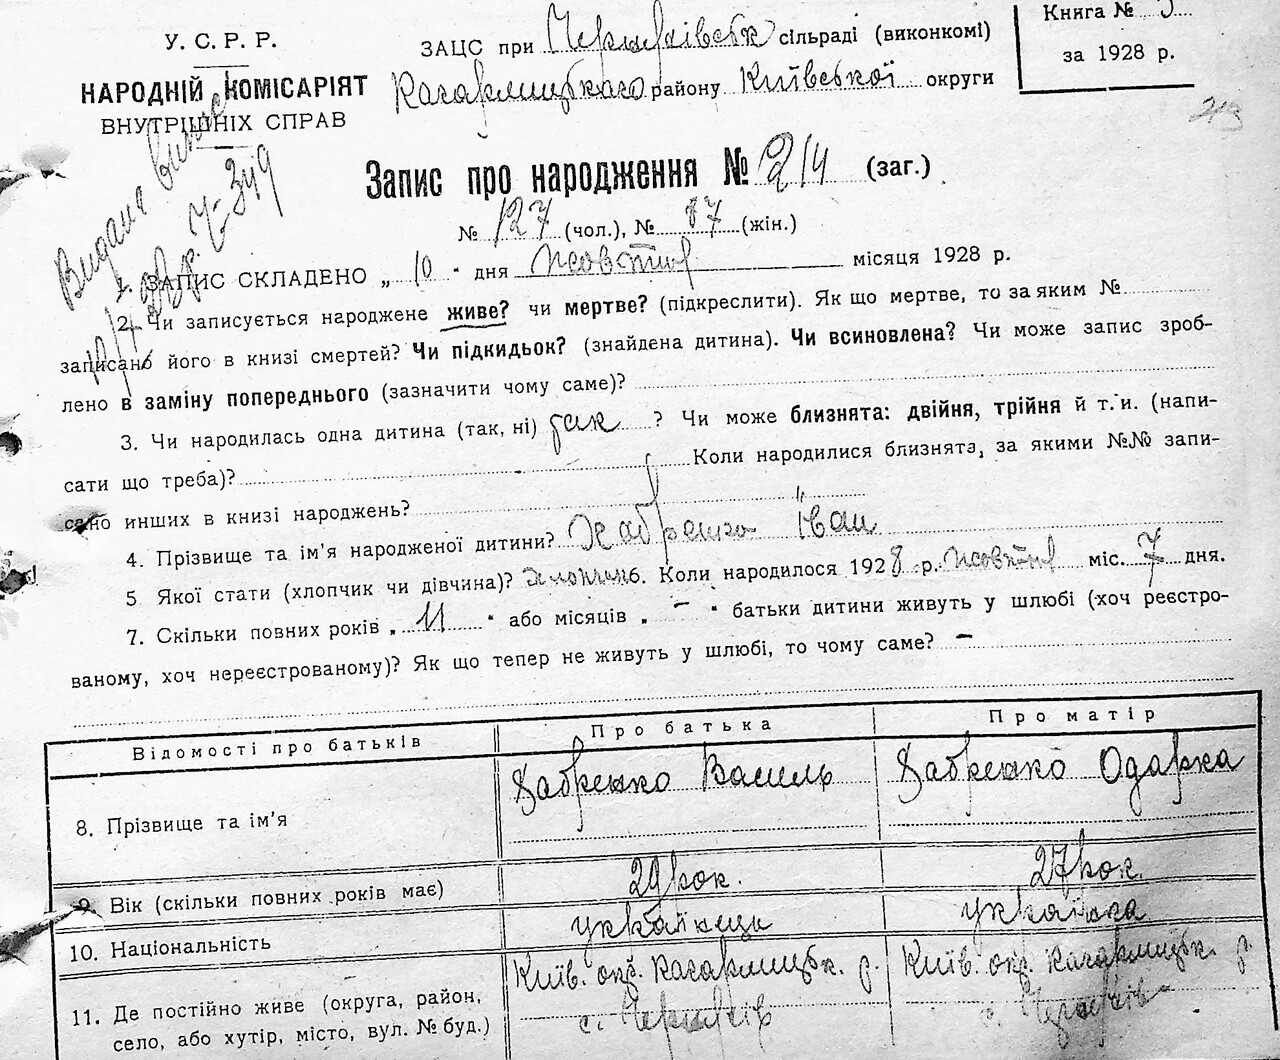 У. С. Р. Р.
НАРОДНІЙ КОМІСАРІЯТ
ВНУТРІШНІХ СПРАВ
ЗАЦС при сільраді (виконкомі)
Кагарлицького району Київської округи
Книга №
за 1928 р.
Запис про народження № 214 (заг.)
№ 127 (чол.), № 87 (жін.)
1. ЗАПИС СКЛАДЕНО „ 10 “ дня жовтня місяця 1928 р.
2. Чи записується народжене живе? чи мертве? (підкреслити). Як що мертве, то за яким №
записано його в книзі смертей? Чи підкидьок? (знайдена дитина). Чи всиновлена? Чи може запис зроб-
лено в заміну попереднього (зазначити чому саме)?
3. Чи народилась одна дитина (так, ні) так ? Чи може близнята: двійня, трійня й т. и. (напи-
сати що треба)? Коли народилися близнята, за якими №№ запи-
сано инших в книзі народжень?
4. Прізвище та ім’я народженої дитини? Іван
5 Якої стати (хлопчик чи дівчина)? хлопчик 6. Коли народилось 1928 р. жовтня міс. 7 дня.
7. Скільки повних років „ 11 “ або місяців „ – “ батьки дитини живуть у шлюбі (хоч реєстро-
ваному, хоч нереєстрованому)? Як що тепер не живуть у шлюбі, то чому саме? –
Відомості про батьків Про батька Про матір
8. Прізвище та ім’я Василь Одарка
9. Вік (скільки повних років має) 29 рок. 27 рок.
10. Національність українець українка
11. Де постійно живе (округа, район,
село, або хутір, місто, вул. № буд.)
Київ. окр. Кагарлицьк. р.
с.
Київ. окр. Кагарлицьк. р.
с.